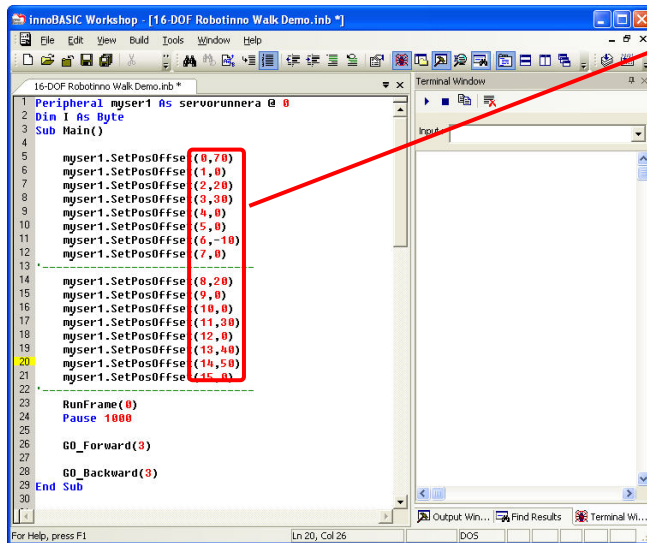 innoBASIC Workshop - [16-DOF Robotinno Walk Demo.inb *]
File Edit View Build Tools Window Help
16-DOF Robotinno Walk Demo.inb *
1 Peripheral myser1 As servorunnera @ 0
2 Dim I As Byte
3 Sub Main()
4
5 myser1.SetPosOffset(0,70)
6 myser1.SetPosOffset(1,0)
7 myser1.SetPosOffset(2,20)
8 myser1.SetPosOffset(3,30)
9 myser1.SetPosOffset(4,0)
10 myser1.SetPosOffset(5,0)
11 myser1.SetPosOffset(6,-10)
12 myser1.SetPosOffset(7,0)
13 '------------------------------
14 myser1.SetPosOffset(8,20)
15 myser1.SetPosOffset(9,0)
16 myser1.SetPosOffset(10,0)
17 myser1.SetPosOffset(11,30)
18 myser1.SetPosOffset(12,0)
19 myser1.SetPosOffset(13,40)
20 myser1.SetPosOffset(14,50)
21 myser1.SetPosOffset(15,0)
22 '------------------------------
23 RunFrame(0)
24 Pause 1000
25
26 GO_Forward(3)
27
28 GO_Backward(3)
29 End Sub
30
Terminal Window
Input
Output Win... Find Results Terminal Wi...
For Help, press F1 Ln 20, Col 26 DOS